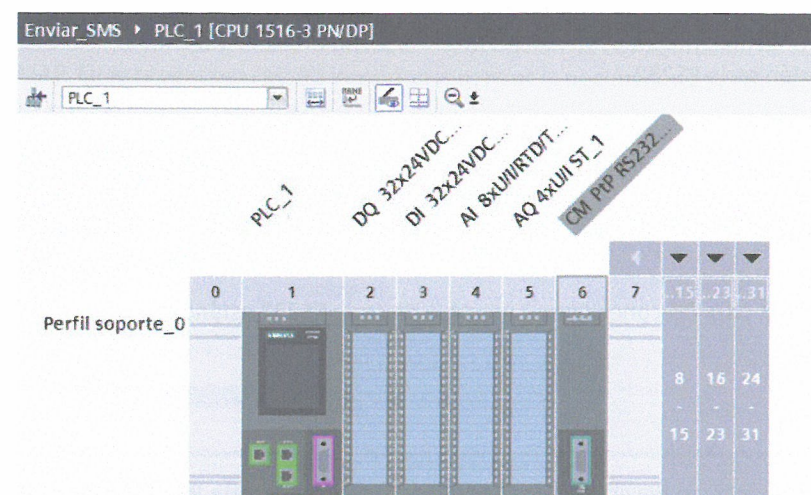 Enviar_SMS ▸ PLC_1 [CPU 1516-3 PN/DP]
PLC_1
PLC_1
DQ 32x24VDC...
DI 32x24VDC...
AI 8xU/I/RTD/T...
AQ 4xU/I ST_1
CM PtP RS232...
0 1 2 3 4 5 6 7 ..15 ..23 ..31
Perfil soporte_0
8 16 24
- - -
15 23 31